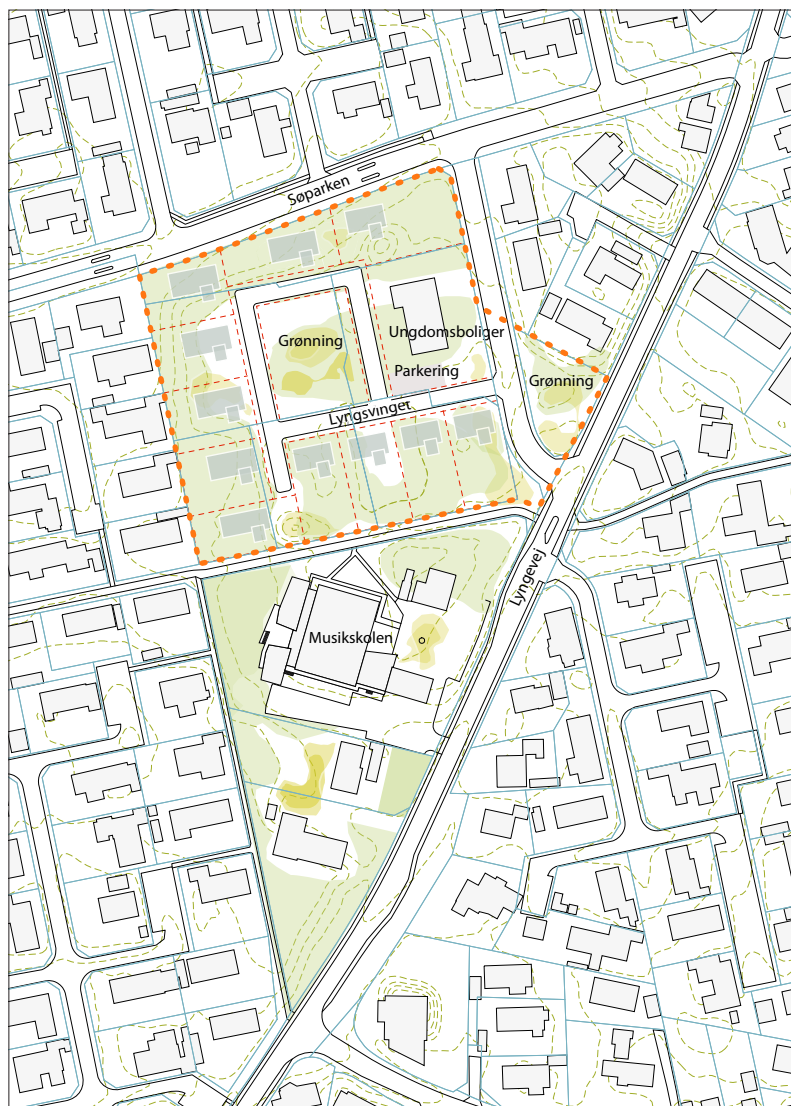 Søparken
Grønning
Ungdomsboliger
Parkering
Grønning
Lyngsvinget
Lyngevej
Musikskolen